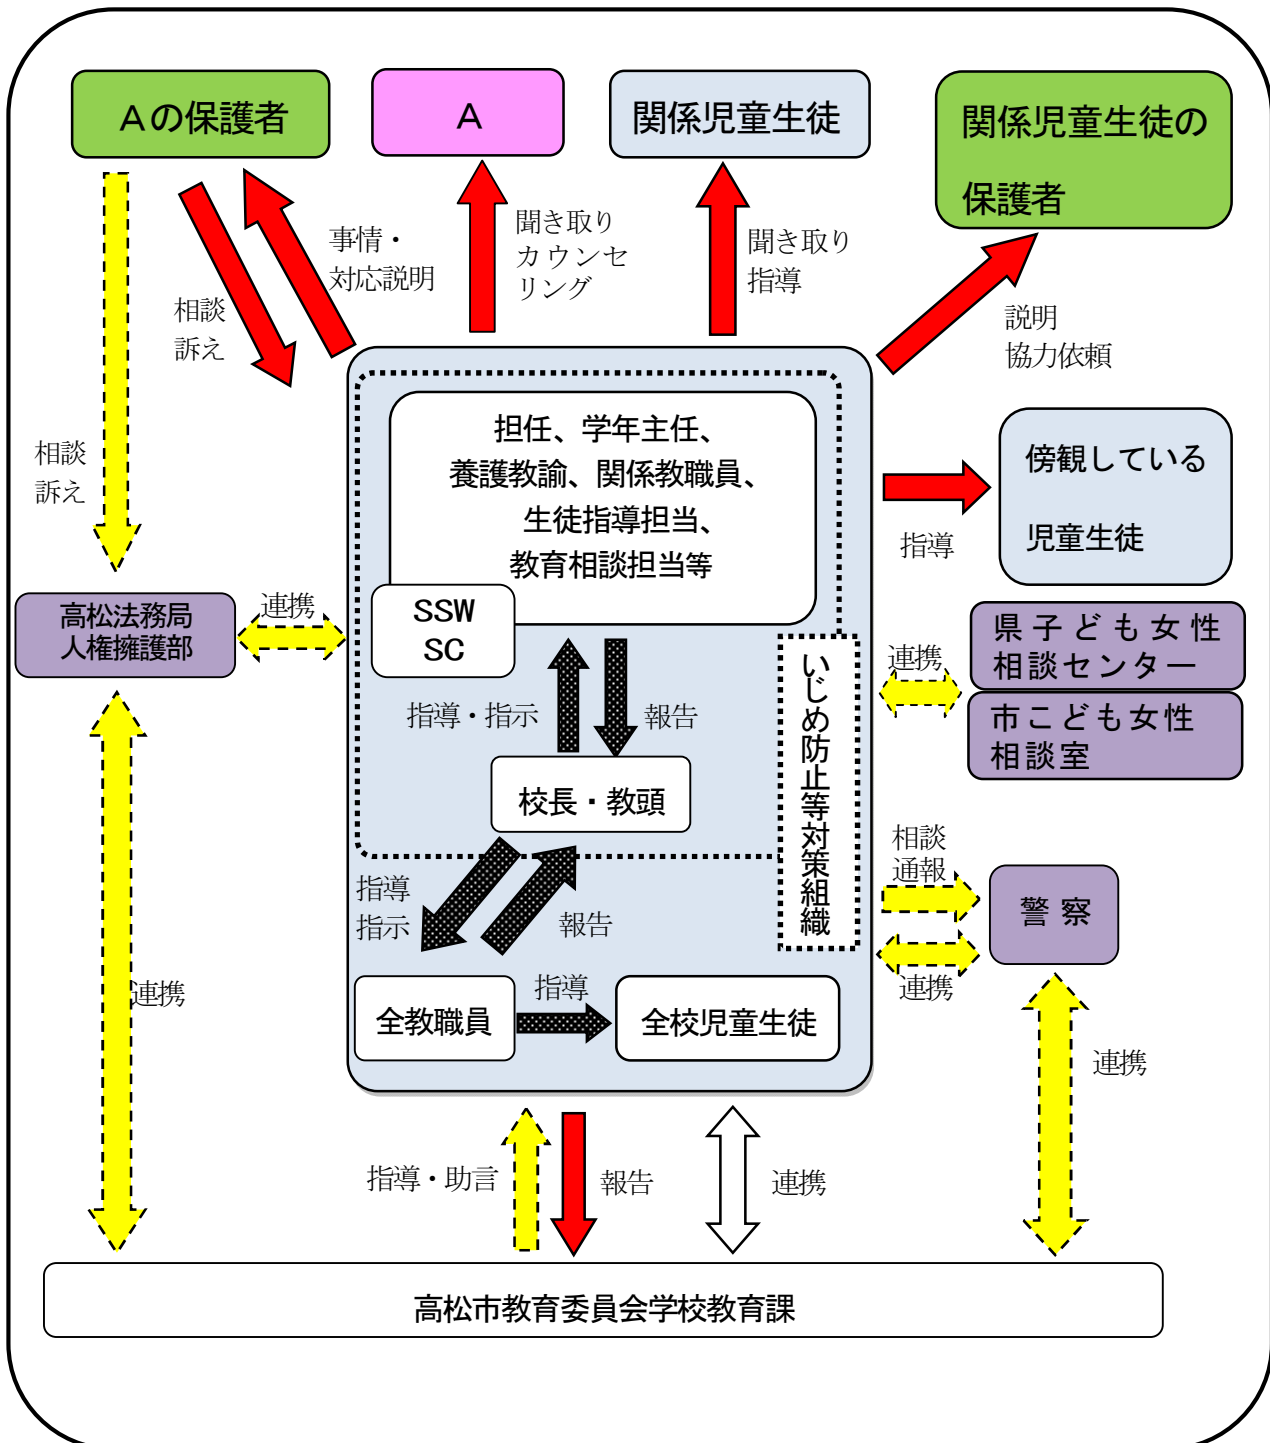 Aの保護者
A
関係児童生徒
関係児童生徒の
保護者
事情・
対応説明
聞き取り
カウンセ
リング
聞き取り
指導
相談
訴え
説明
協力依頼
相談
訴え
担任、学年主任、
養護教諭、関係教職員、
生徒指導担当、
教育相談担当等
傍観している
児童生徒
指導
SSW
SC
高松法務局
人権擁護部
連携
いじめ防止等対策組織
連携
県子ども女性
相談センター
市こども女性
相談室
指導・指示
報告
校長・教頭
相談
通報
警察
連携
指導
指示
報告
連携
全教職員
指導
全校児童生徒
連携
指導・助言
報告
連携
高松市教育委員会学校教育課